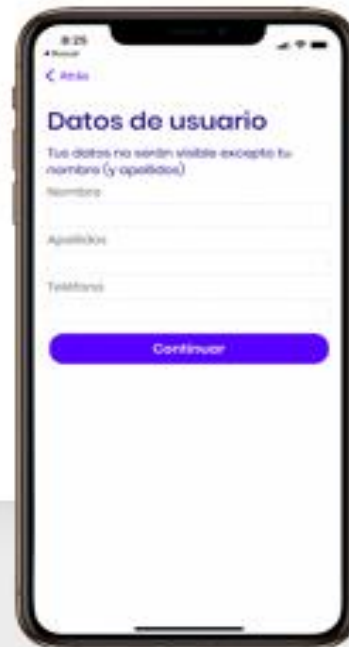 8:25
Buscar
Atrás
Datos de usuario
Tus datos no serán visible excepto tu
nombre (y apellidos)
Nombre
Apellidos
Teléfono
Continuar